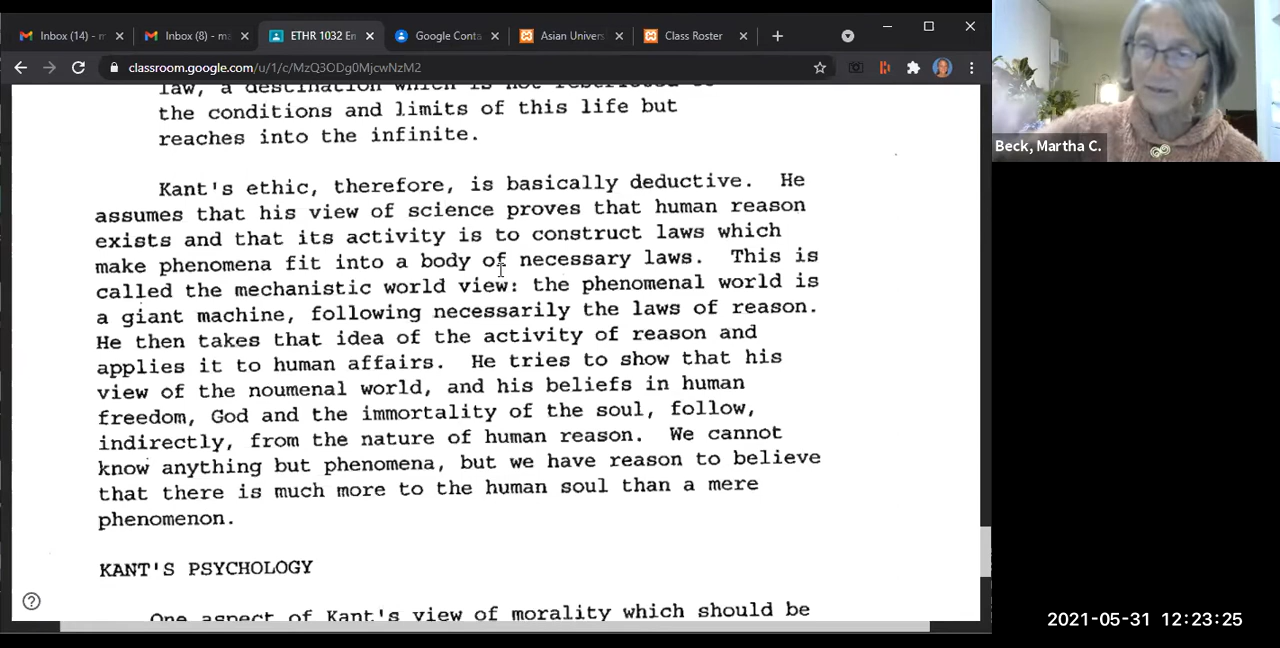 Inbox (14) - m
Inbox (8) - ma
ETHR 1032 En
Google Conta
Asian Univers
Class Roster
classroom.google.com/u/1/c/MzQ3ODg0MjcwNzM2
law, a destination which is not restricted to
the conditions and limits of this life but
reaches into the infinite.
Kant's ethic, therefore, is basically deductive. He
assumes that his view of science proves that human reason
exists and that its activity is to construct laws which
make phenomena fit into a body of necessary laws. This is
called the mechanistic world view: the phenomenal world is
a giant machine, following necessarily the laws of reason.
He then takes that idea of the activity of reason and
applies it to human affairs. He tries to show that his
view of the noumenal world, and his beliefs in human
freedom, God and the immortality of the soul, follow,
indirectly, from the nature of human reason. We cannot
know anything but phenomena, but we have reason to believe
that there is much more to the human soul than a mere
phenomenon.
KANT'S PSYCHOLOGY
One aspect of Kant's view of morality which should be
Beck, Martha C.
2021-05-31 12:23:25